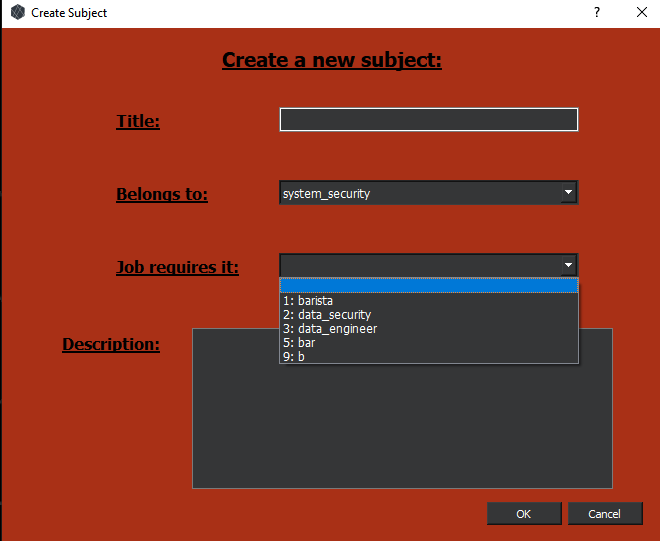 Create Subject
?
Create a new subject:
Title:
Belongs to:
system_security
Job requires it:
1: barista
2: data_security
3: data_engineer
5: bar
9: b
Description:
OK
Cancel